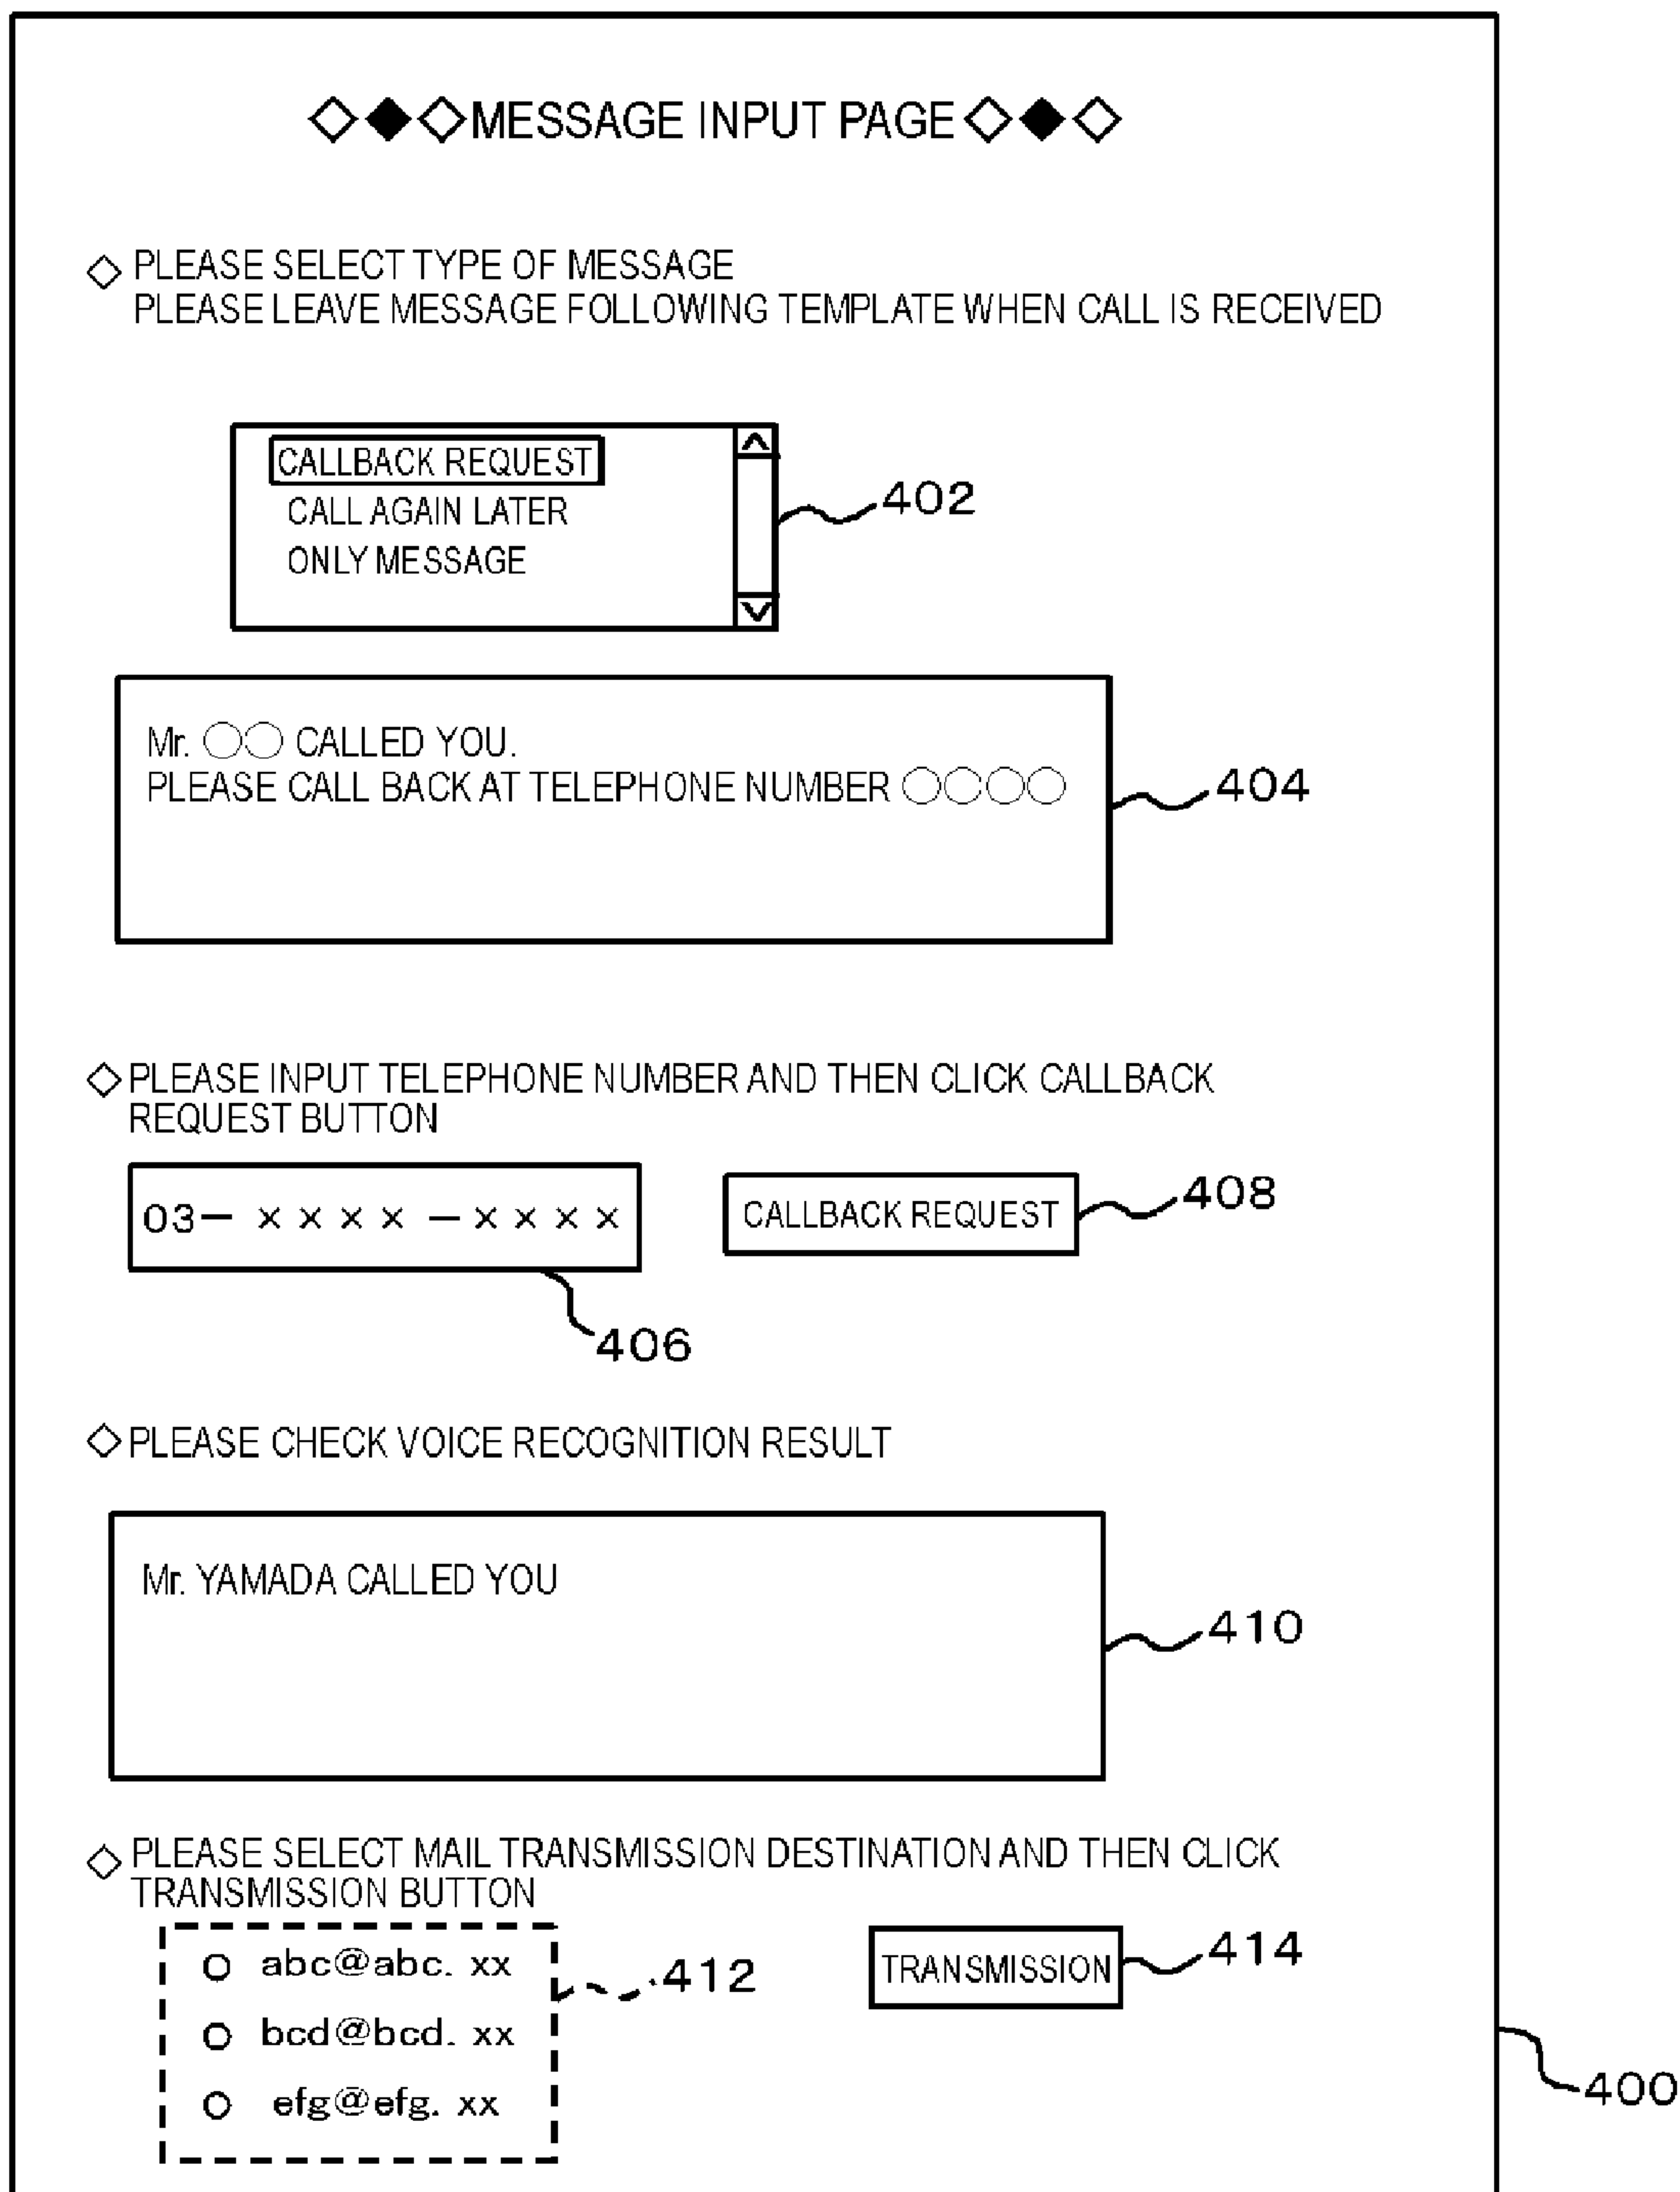 ◇◆◇MESSAGE INPUT PAGE◇◆◇
◇ PLEASE SELECT TYPE OF MESSAGE
PLEASE LEAVE MESSAGE FOLLOWING TEMPLATE WHEN CALL IS RECEIVED
CALLBACK REQUEST
CALL AGAIN LATER
ONLY MESSAGE
402
Mr. ○○ CALLED YOU.
PLEASE CALL BACK AT TELEPHONE NUMBER ○○○○
404
◇ PLEASE INPUT TELEPHONE NUMBER AND THEN CLICK CALLBACK
REQUEST BUTTON
03- ×××× -××××
CALLBACK REQUEST
408
406
◇ PLEASE CHECK VOICE RECOGNITION RESULT
Mr. YAMADA CALLED YOU
410
◇ PLEASE SELECT MAIL TRANSMISSION DESTINATION AND THEN CLICK
TRANSMISSION BUTTON
○ abc@abc. xx
○ bcd@bcd. xx
○ efg@efg. xx
412
TRANSMISSION
414
400